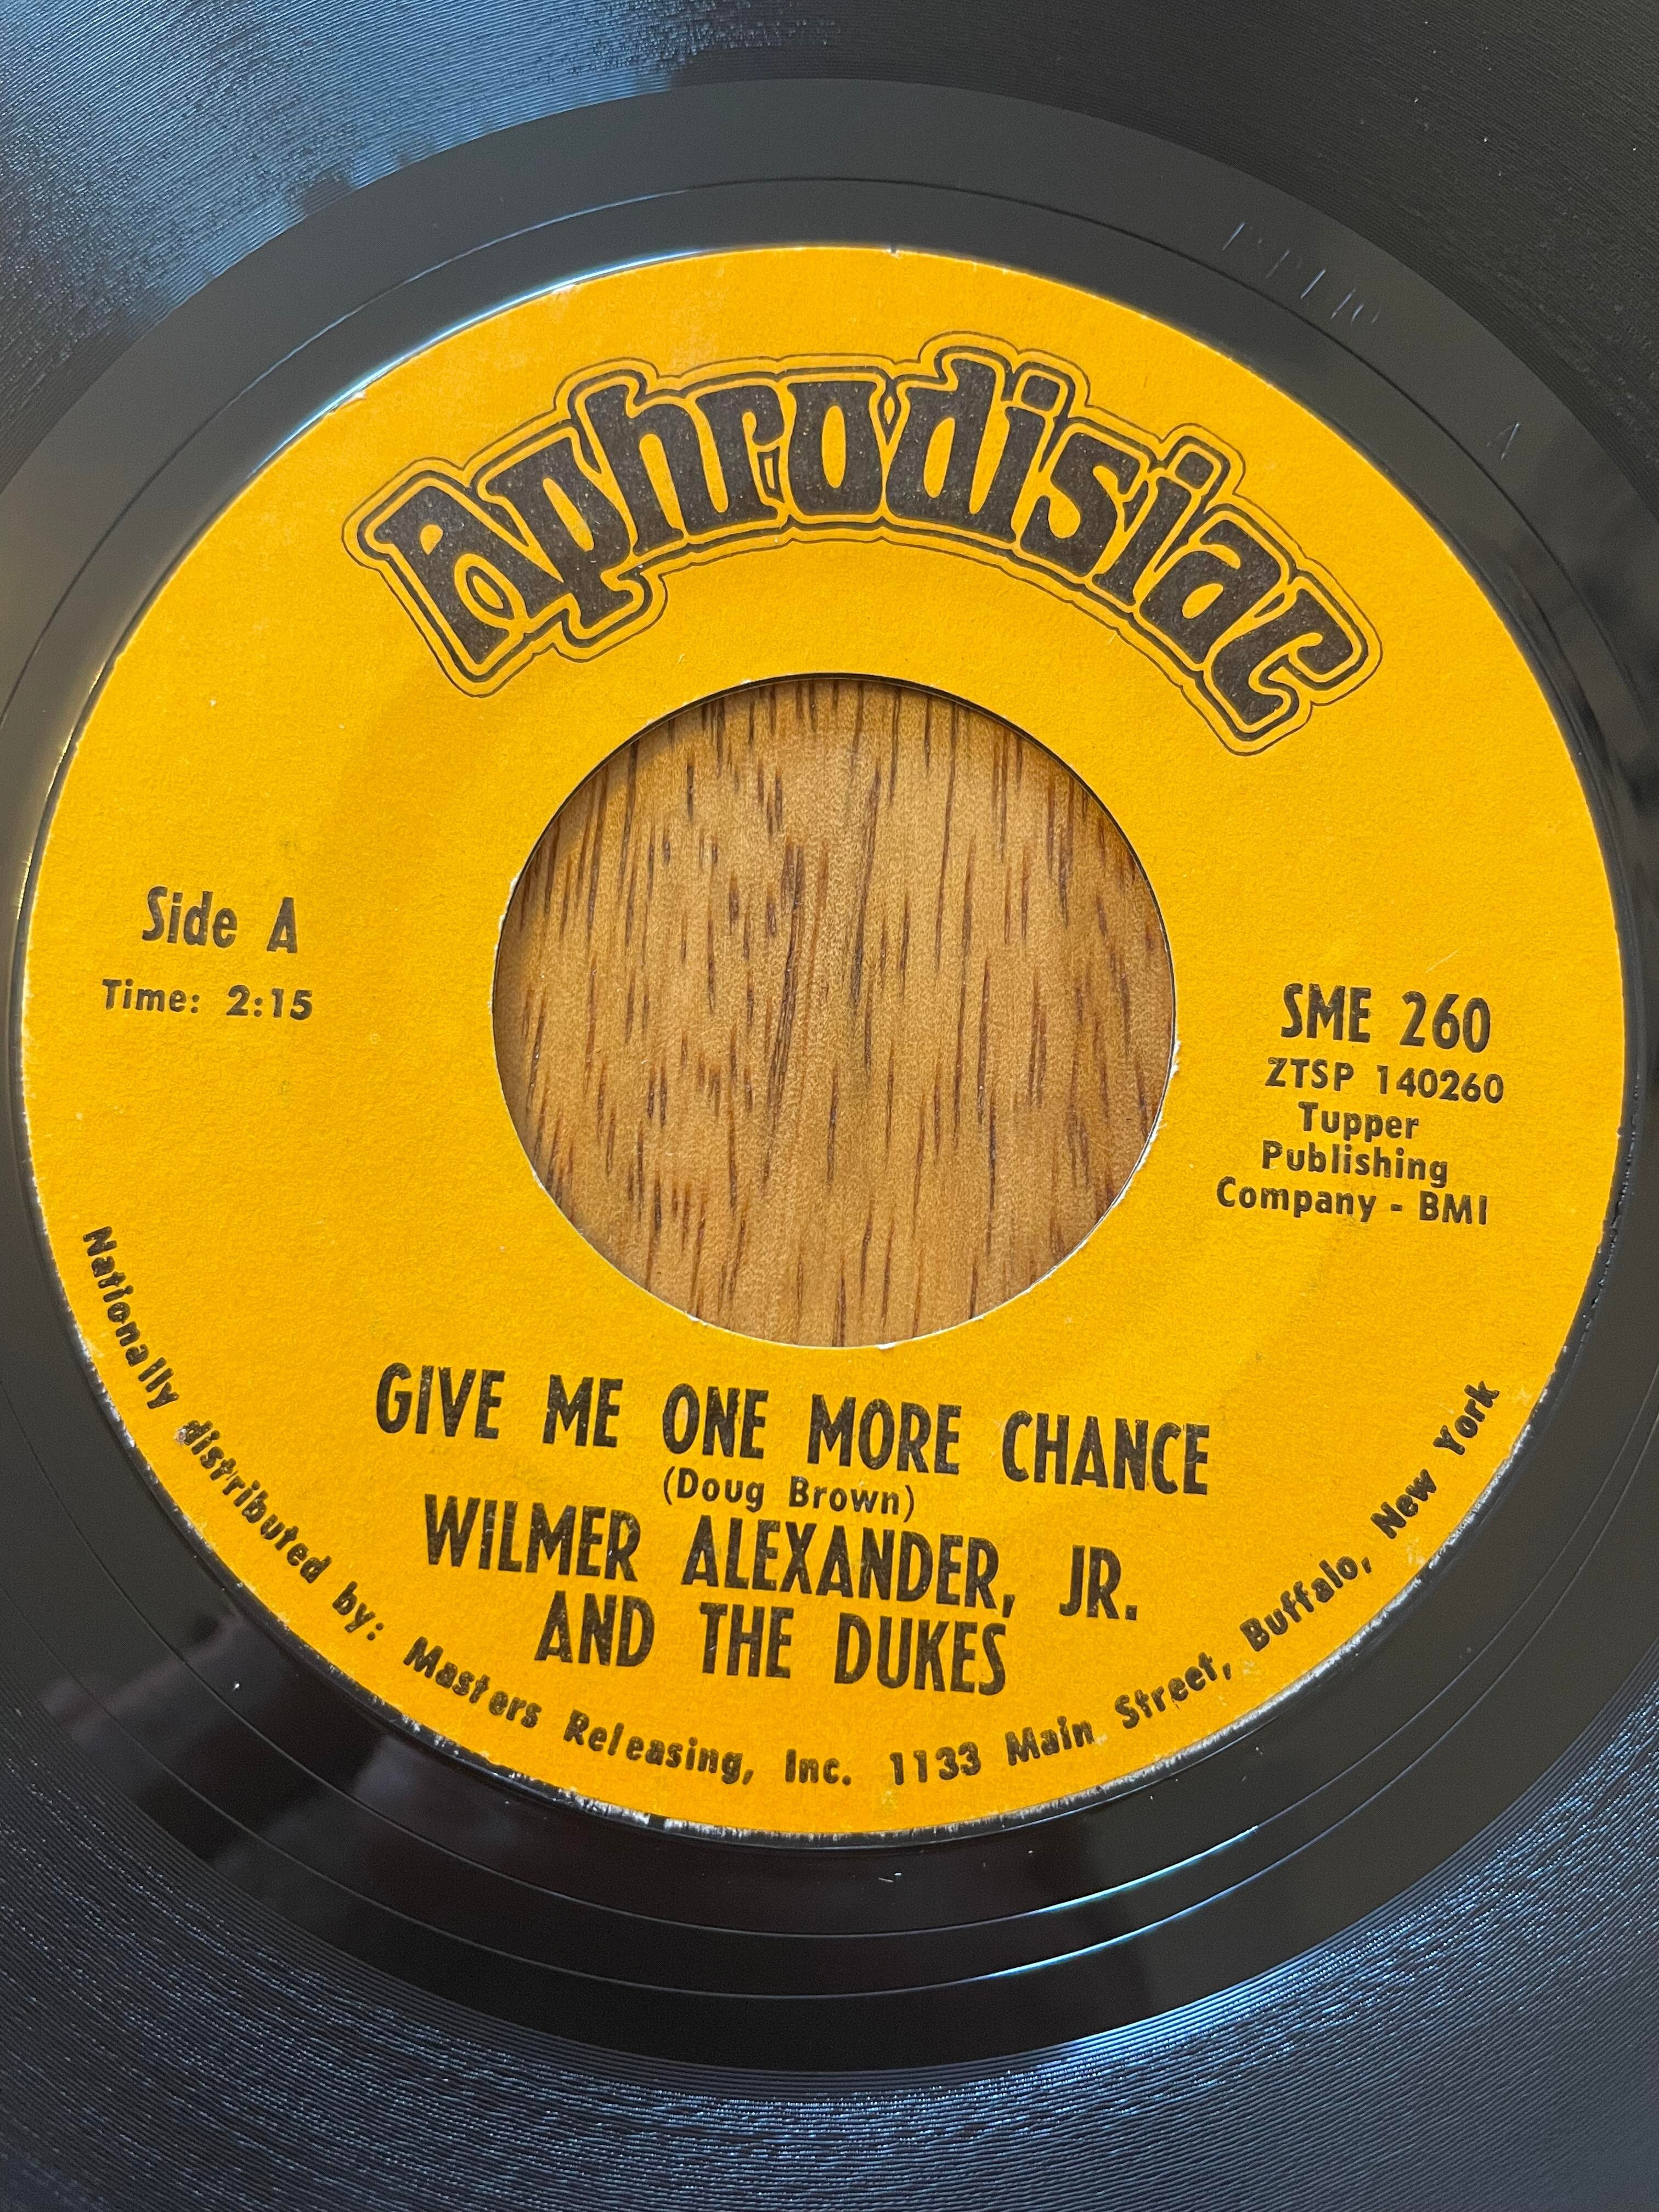 Aphrodisiac
Side A
Time: 2:15
SME 260
ZTSP 140260
Tupper
Publishing
Company - BMI
GIVE ME ONE MORE CHANCE
(Doug Brown)
WILMER ALEXANDER, JR.
AND THE DUKES
Nationally distributed by: Masters Releasing, Inc. 1133 Main Street, Buffalo, New York